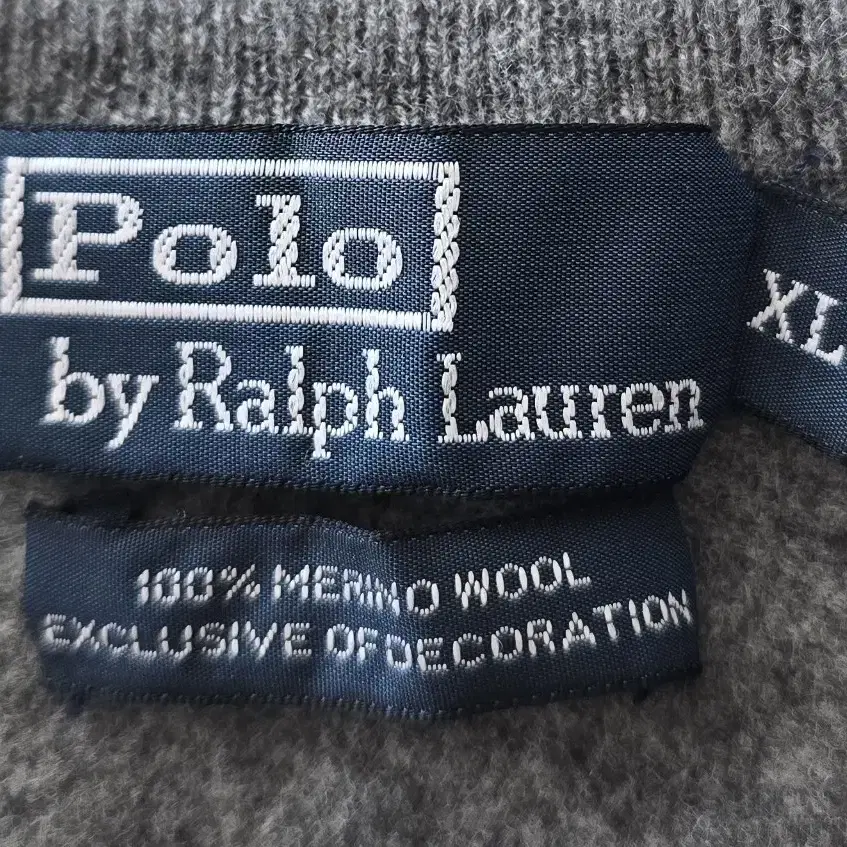 Polo
by Ralph Lauren
XL
100% MERINO WOOL
EXCLUSIVE OF DECORATION